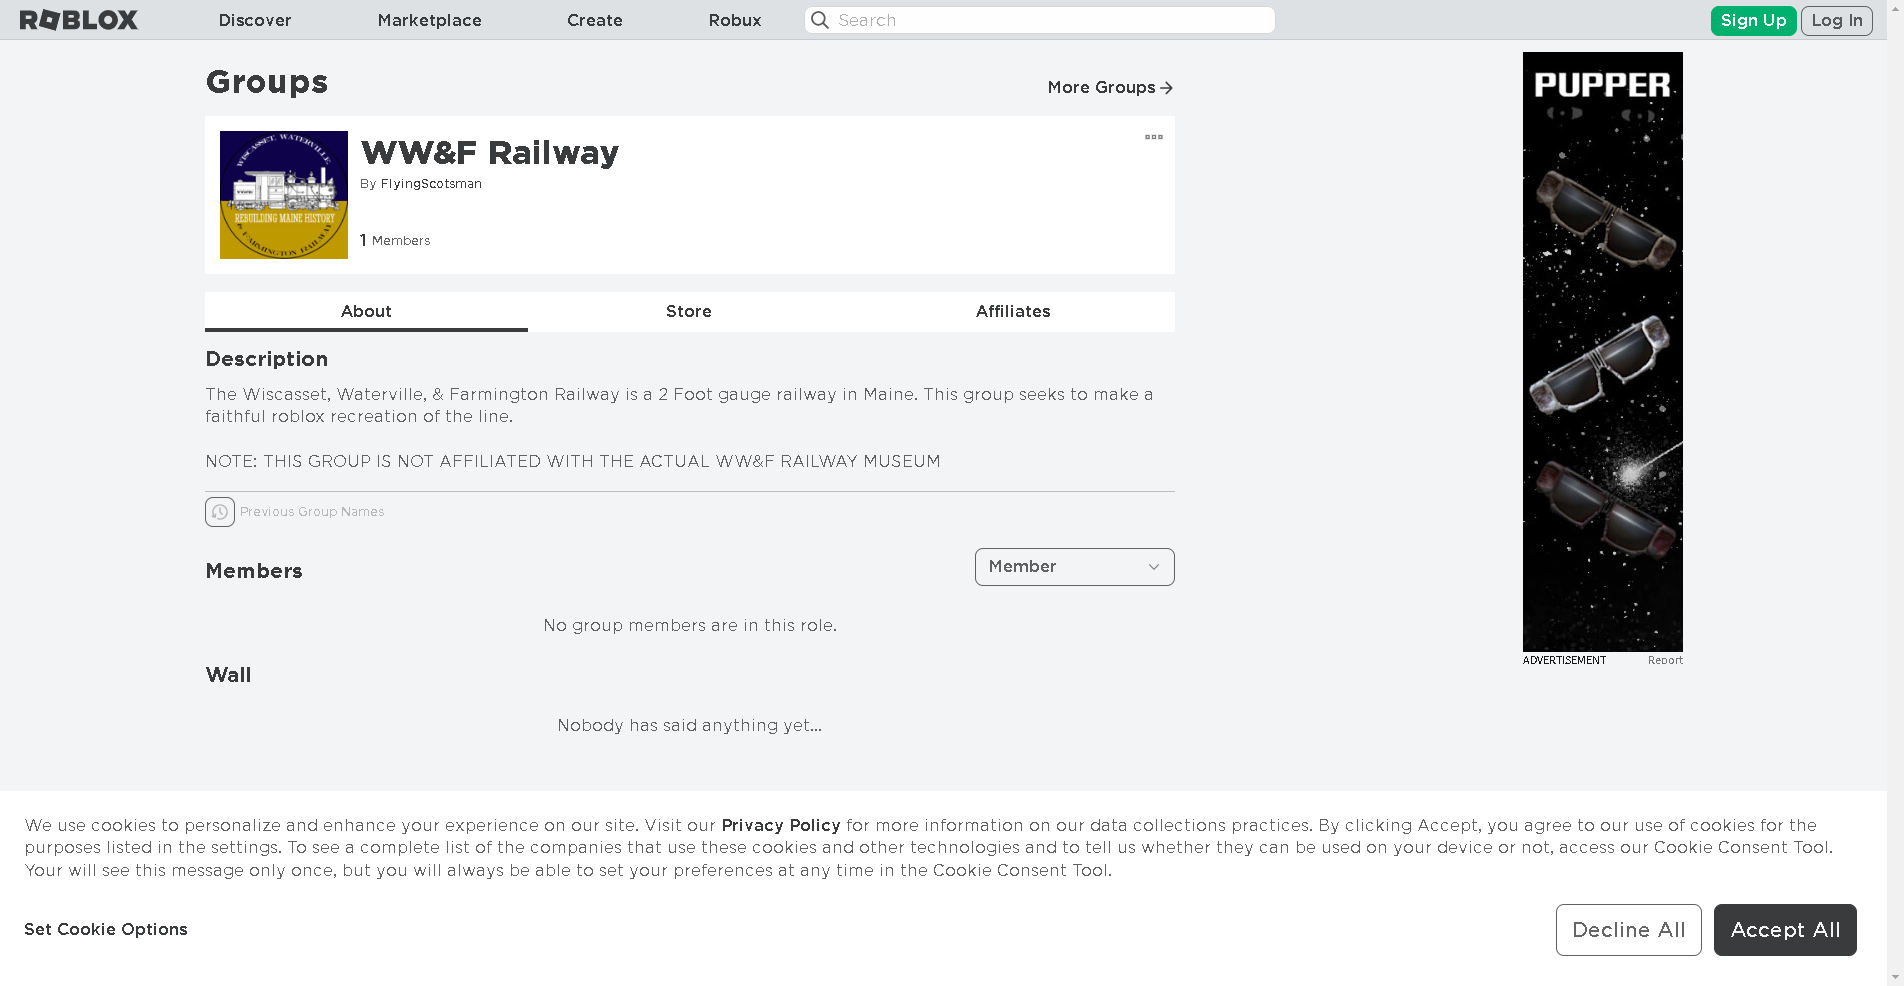 ROBLOX
Discover
Marketplace
Create
Robux
Search
Sign Up
Log In
Groups
More Groups
WISCASSET, WATERVILLE
REBUILDING MAINE HISTORY
& FARMINGTON RAILWAY
WW&F Railway
By FlyingScotsman
1 Members
About
Store
Affiliates
Description
The Wiscasset, Waterville, & Farmington Railway is a 2 Foot gauge railway in Maine. This group seeks to make a
faithful roblox recreation of the line.
NOTE: THIS GROUP IS NOT AFFILIATED WITH THE ACTUAL WW&F RAILWAY MUSEUM
Previous Group Names
Members
Member
No group members are in this role.
Wall
Nobody has said anything yet...
PUPPER
ADVERTISEMENT
Report
We use cookies to personalize and enhance your experience on our site. Visit our Privacy Policy for more information on our data collections practices. By clicking Accept, you agree to our use of cookies for the
purposes listed in the settings. To see a complete list of the companies that use these cookies and other technologies and to tell us whether they can be used on your device or not, access our Cookie Consent Tool.
Your will see this message only once, but you will always be able to set your preferences at any time in the Cookie Consent Tool.
Set Cookie Options
Decline All
Accept All